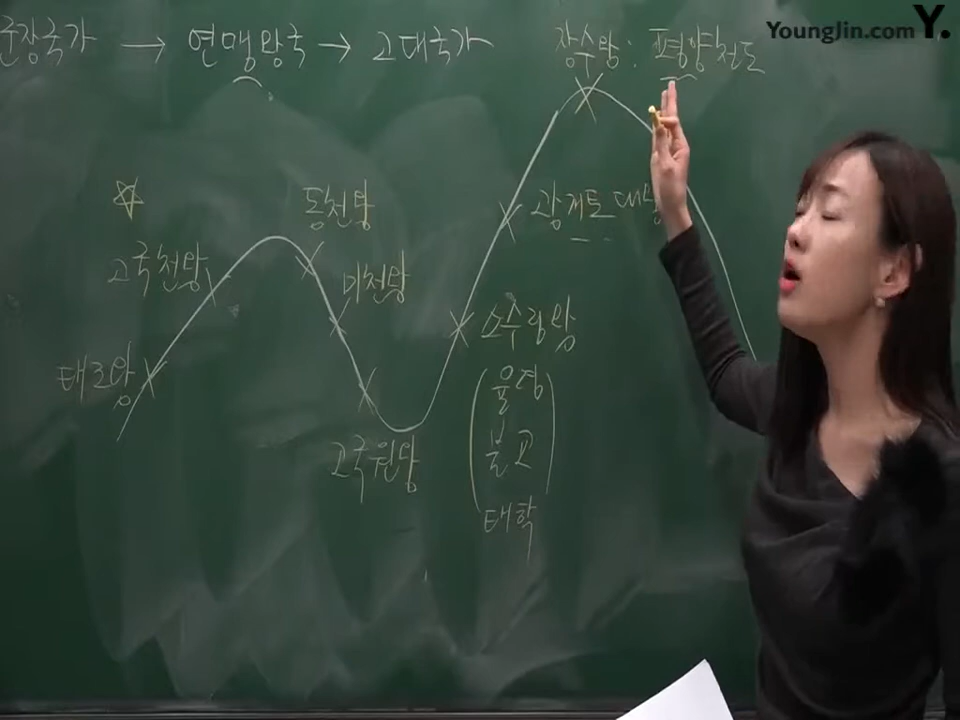 군장국가 → 연맹왕국 → 고대국가
장수왕 : 평양천도
YoungJin.com Y.
동천왕
고국천왕
미천왕
광개토대왕
소수림왕
태조왕
율령
불교
고국원왕
태학